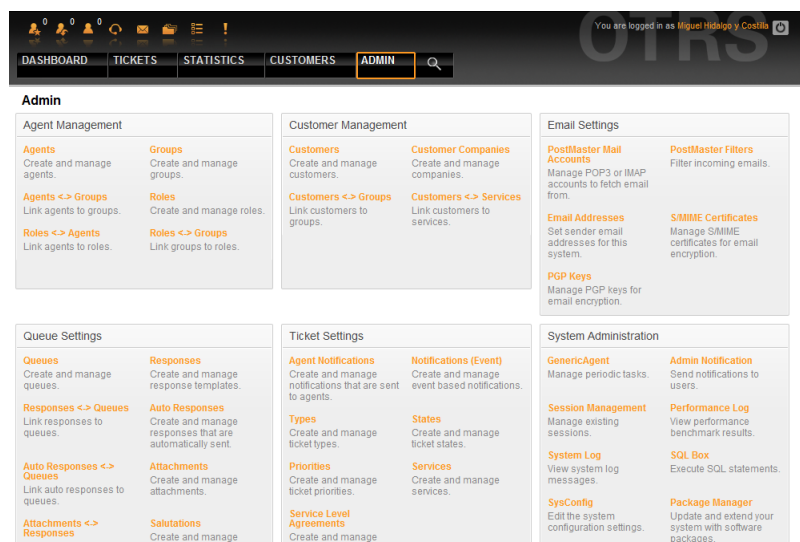 0 0 0
You are logged in as Miguel Hidalgo y Costilla
OTRS
DASHBOARD TICKETS STATISTICS CUSTOMERS ADMIN
Admin
Agent Management
Agents
Create and manage
agents.
Groups
Create and manage
groups.
Agents <-> Groups
Link agents to groups.
Roles
Create and manage roles.
Roles <-> Agents
Link agents to roles.
Roles <-> Groups
Link groups to roles.
Customer Management
Customers
Create and manage
customers.
Customer Companies
Create and manage
companies.
Customers <-> Groups
Link customers to
groups.
Customers <-> Services
Link customers to
services.
Email Settings
PostMaster Mail
Accounts
Manage POP3 or IMAP
accounts to fetch email
from.
PostMaster Filters
Filter incoming emails.
Email Addresses
Set sender email
addresses for this
system.
S/MIME Certificates
Manage S/MIME
certificates for email
encryption.
PGP Keys
Manage PGP keys for
email encryption.
Queue Settings
Queues
Create and manage
queues.
Responses
Create and manage
response templates.
Responses <-> Queues
Link responses to
queues.
Auto Responses
Create and manage
responses that are
automatically sent.
Auto Responses <->
Queues
Link auto responses to
queues.
Attachments
Create and manage
attachments.
Attachments <->
Responses
Salutations
Create and manage
Ticket Settings
Agent Notifications
Create and manage
notifications that are sent
to agents.
Notifications (Event)
Create and manage
event based notifications.
Types
Create and manage
ticket types.
States
Create and manage
ticket states.
Priorities
Create and manage
ticket priorities.
Services
Create and manage
services.
Service Level
Agreements
Create and manage
System Administration
GenericAgent
Manage periodic tasks.
Admin Notification
Send notifications to
users.
Session Management
Manage existing
sessions.
Performance Log
View performance
benchmark results.
System Log
View system log
messages.
SQL Box
Execute SQL statements.
SysConfig
Edit the system
configuration settings.
Package Manager
Update and extend your
system with software
packages.